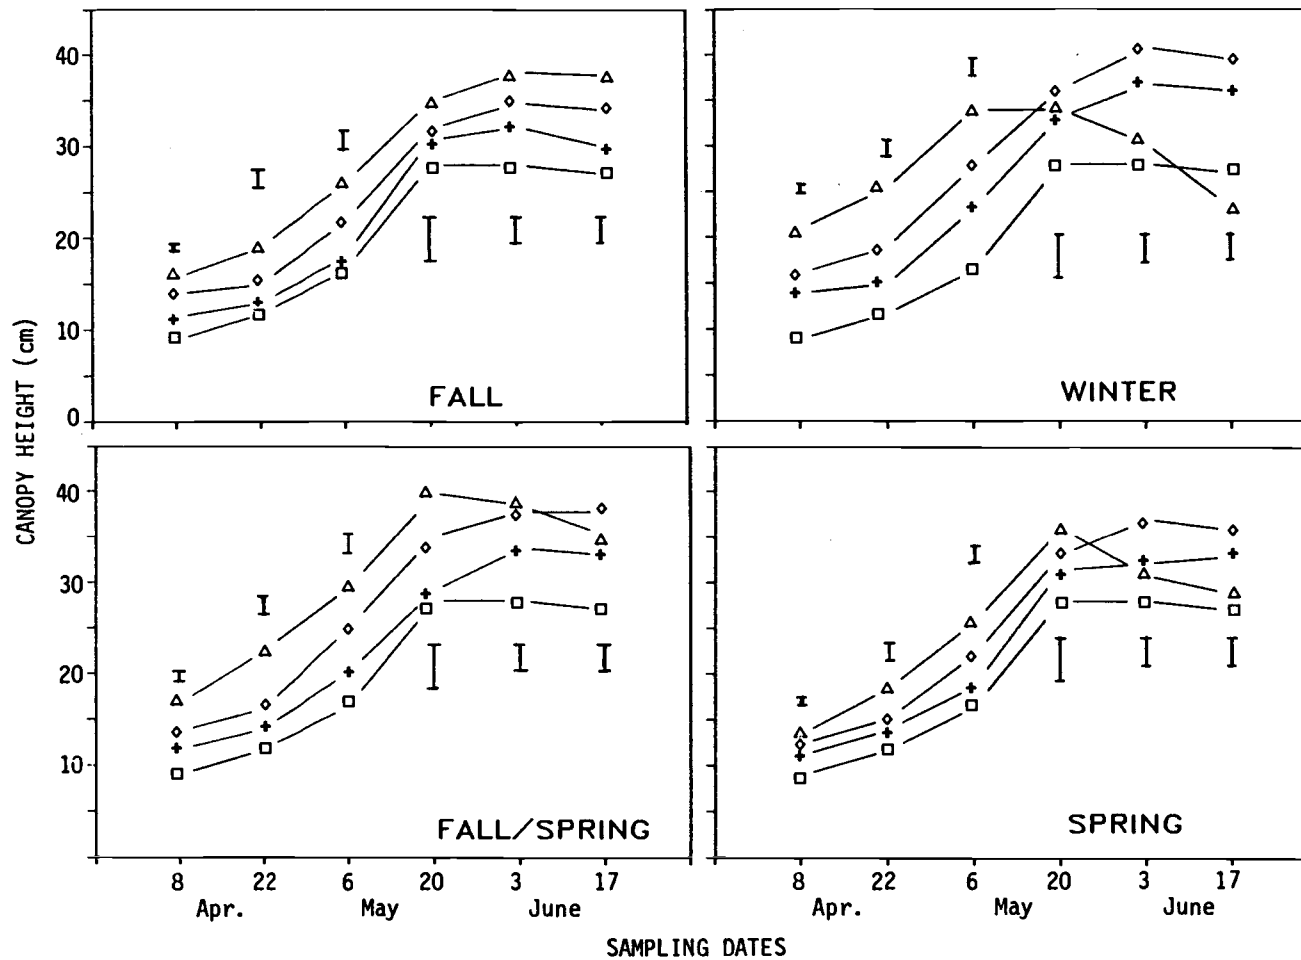 CANOPY HEIGHT (cm)
40
30
20
10
0
FALL
WINTER
40
30
20
10
FALL/SPRING
SPRING
8 22 6 20 3 17
Apr. May June
8 22 6 20 3 17
Apr. May June
SAMPLING DATES